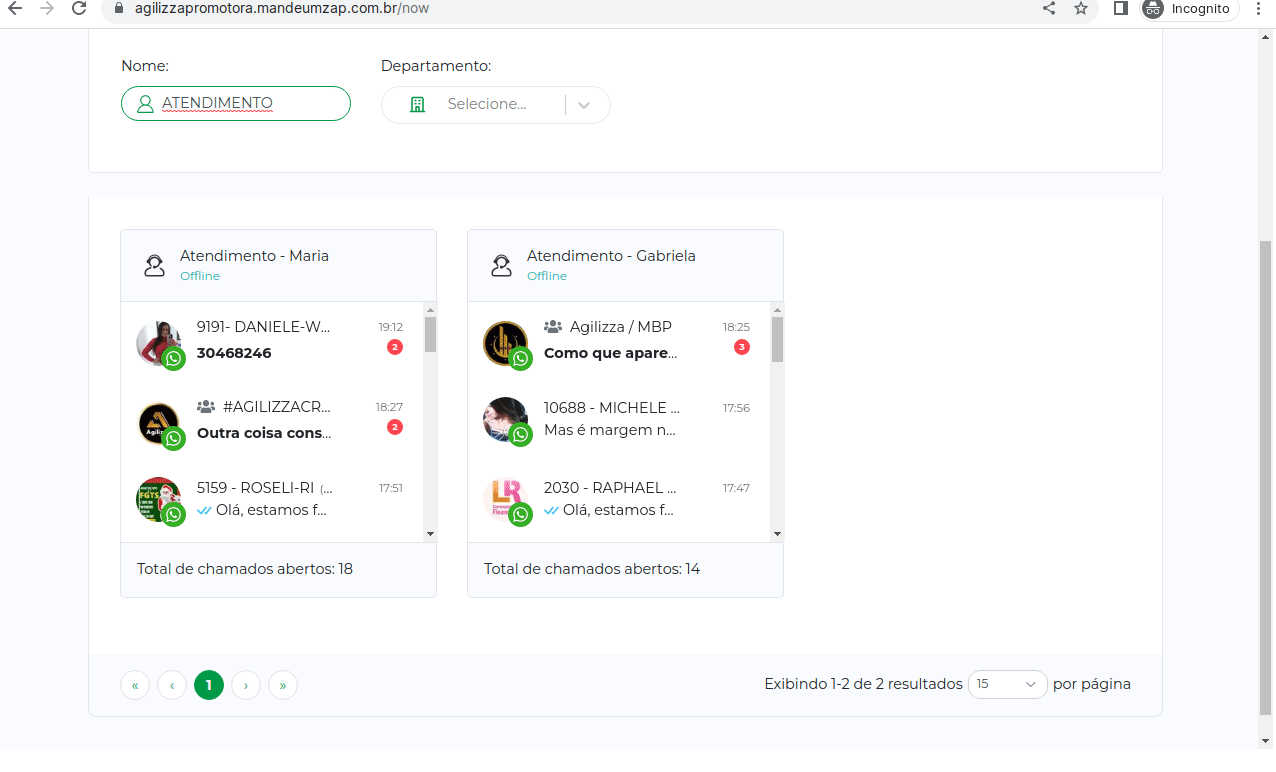 agilizzapromotora.mandeumzap.com.br/now
Incognito
Nome:
Departamento:
ATENDIMENTO
Selecione...
Atendimento - Maria
Offline
9191- DANIELE-W...
19:12
30468246
2
#AGILIZZACR...
18:27
Outra coisa cons...
2
5159 - ROSELI-RI (...
17:51
Olá, estamos f...
Total de chamados abertos: 18
Atendimento - Gabriela
Offline
Agilizza / MBP
18:25
Como que apare...
3
10688 - MICHELE ...
17:56
Mas é margem n...
2030 - RAPHAEL ...
17:47
Olá, estamos f...
Total de chamados abertos: 14
« ‹ 1 › »
Exibindo 1-2 de 2 resultados 15 por página